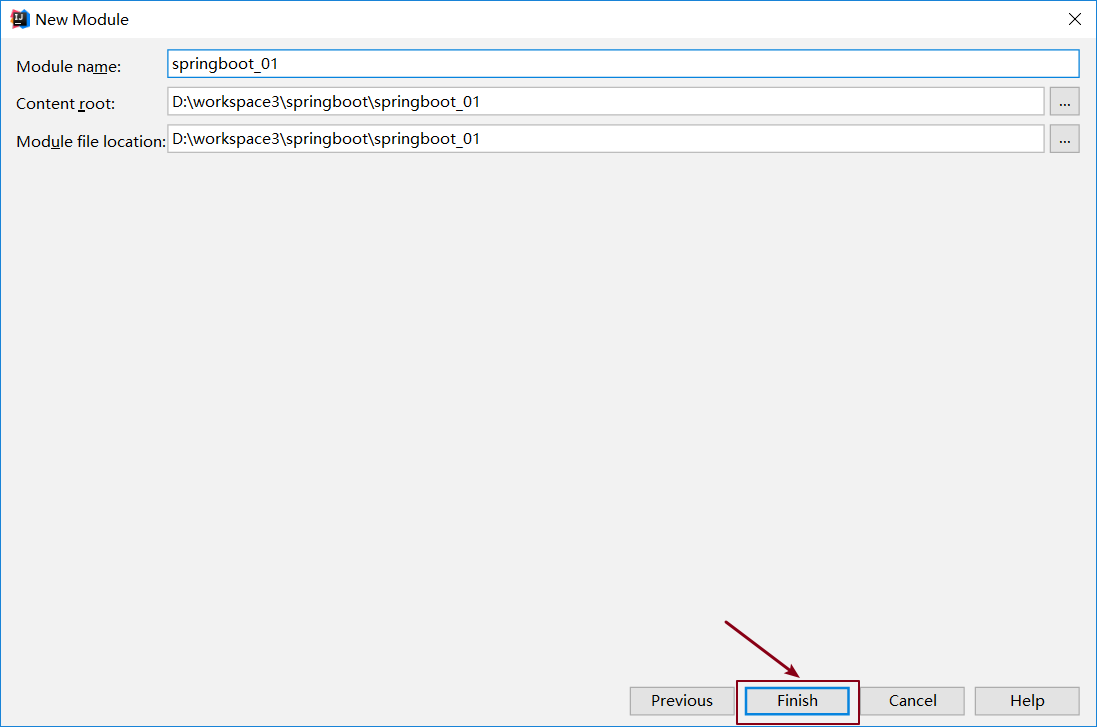 New Module
Module name: springboot_01
Content root: D:\workspace3\springboot\springboot_01 ...
Module file location: D:\workspace3\springboot\springboot_01 ...
Previous Finish Cancel Help